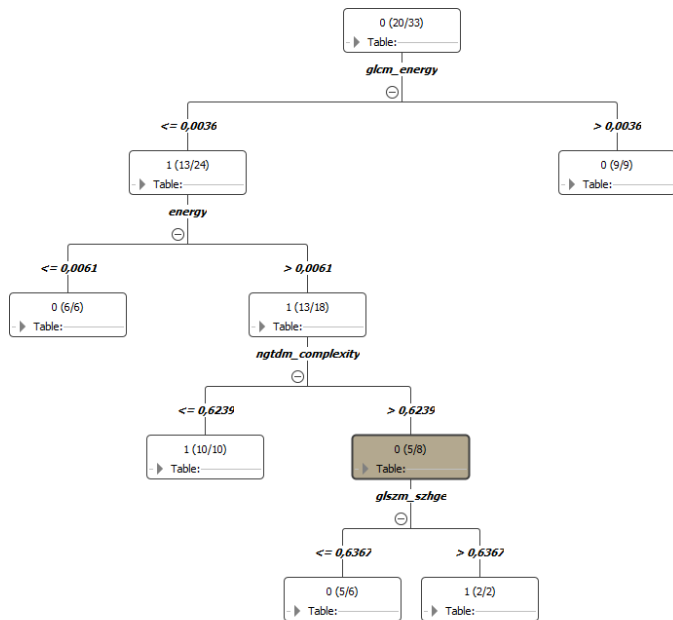 0 (20/33)
Table:
glcm_energy
<= 0,0036
> 0,0036
1 (13/24)
Table:
0 (9/9)
Table:
energy
<= 0,0061
> 0,0061
0 (6/6)
Table:
1 (13/18)
Table:
ngtdm_complexity
<= 0,6239
> 0,6239
1 (10/10)
Table:
0 (5/8)
Table:
glszm_szhge
<= 0,6367
> 0,6367
0 (5/6)
Table:
1 (2/2)
Table: